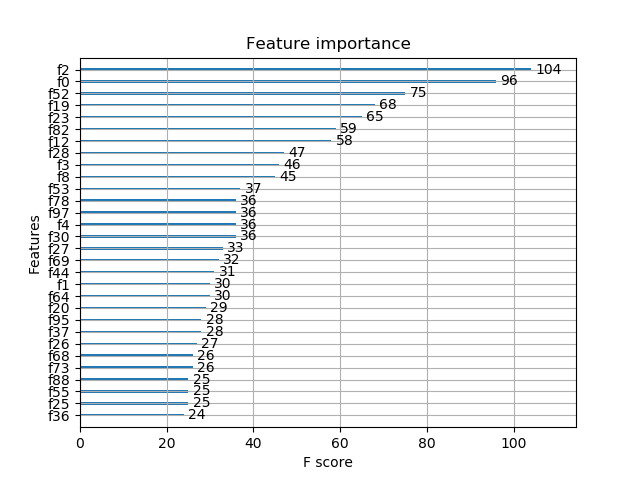 Feature importance
f2 104
f0 96
f52 75
f19 68
f23 65
f82 59
f12 58
f28 47
f3 46
f8 45
f53 37
f78 36
f97 36
f4 36
f30 36
f27 33
f69 32
f44 31
f1 30
f64 30
f20 29
f95 28
f37 28
f26 27
f68 26
f73 26
f88 25
f55 25
f25 25
f36 24
Features
0 20 40 60 80 100
F score